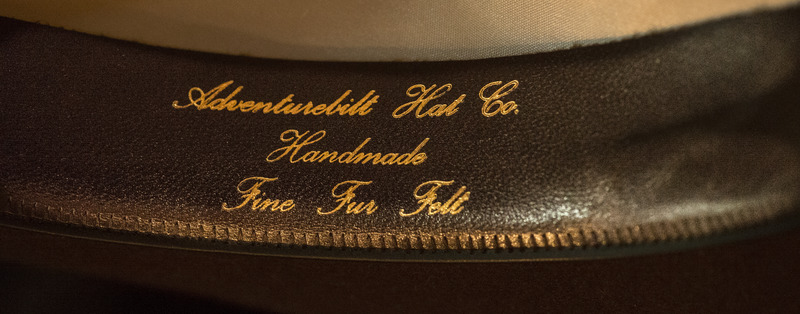 Adventurebilt Hat Co.
Handmade
Fine Fur Felt